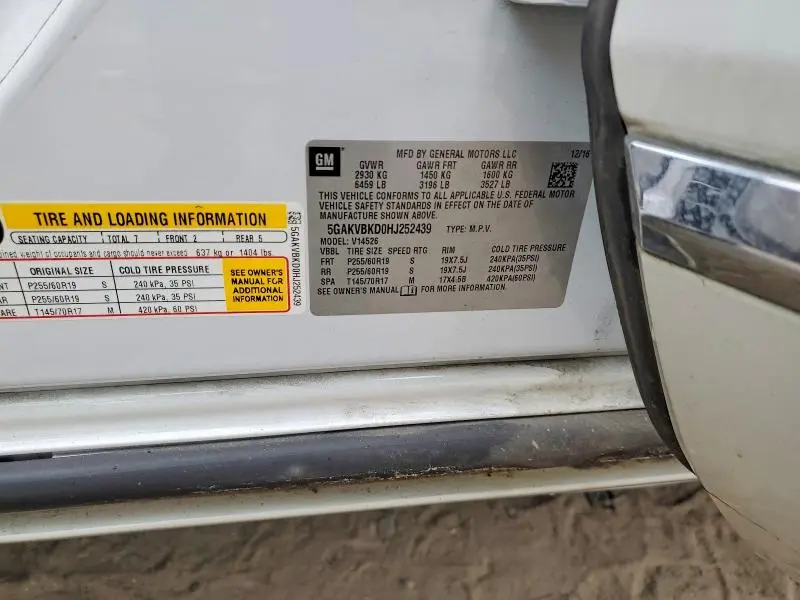 TIRE AND LOADING INFORMATION
SEATING CAPACITY TOTAL 7 FRONT 2 REAR 5
weight of occupants and cargo should never exceed 637 kg or 1404 lbs.
ORIGINAL SIZE COLD TIRE PRESSURE
P255/60R19 S 240 kPa, 35 PSI
P255/60R19 S 240 kPa, 35 PSI
T145/70R17 M 420 kPa, 60 PSI
SEE OWNER'S
MANUAL FOR
ADDITIONAL
INFORMATION
5GAKVBKD0HJ252439
GM
MFD BY GENERAL MOTORS LLC 12/16
GVWR GAWR FRT GAWR RR
2930 KG 1450 KG 1600 KG
6459 LB 3196 LB 3527 LB
THIS VEHICLE CONFORMS TO ALL APPLICABLE U.S. FEDERAL MOTOR
VEHICLE SAFETY STANDARDS IN EFFECT ON THE DATE OF
MANUFACTURE SHOWN ABOVE.
5GAKVBKD0HJ252439 TYPE: M.P.V.
MODEL: V14526
VBBL TIRE SIZE SPEED RTG RIM COLD TIRE PRESSURE
FRT P255/60R19 S 19X7.5J 240KPA(35PSI)
RR P255/60R19 S 19X7.5J 240KPA(35PSI)
SPA T145/70R17 M 17X4.5B 420KPA(60PSI)
SEE OWNER'S MANUAL FOR MORE INFORMATION.